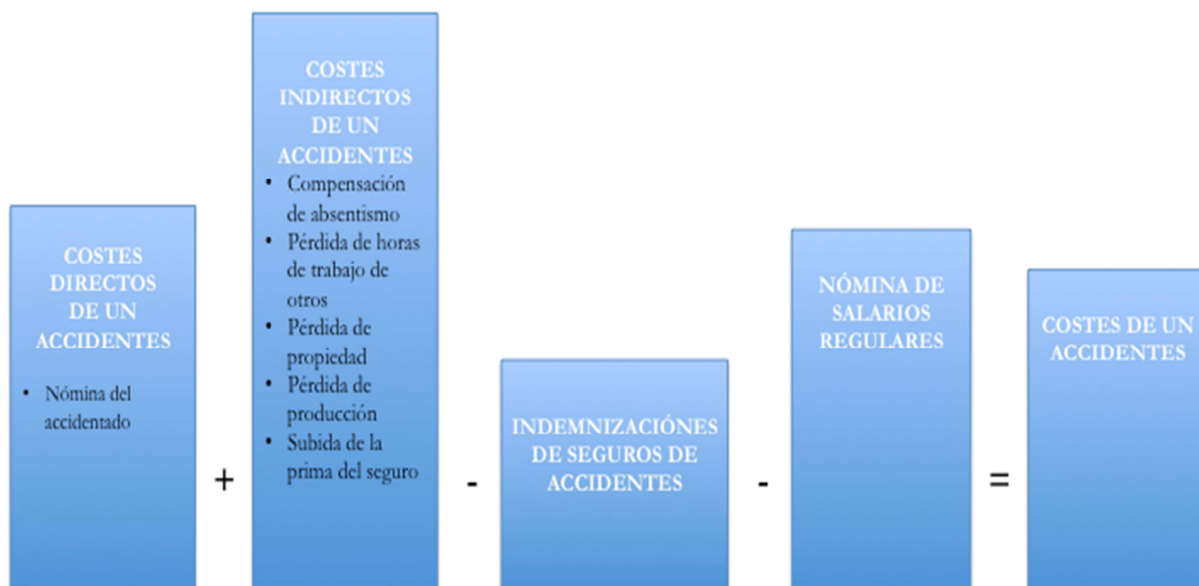 COSTES
DIRECTOS
DE UN
ACCIDENTES
• Nómina del
accidentado
+
COSTES
INDIRECTOS
DE UN
ACCIDENTES
• Compensación
de absentismo
• Pérdida de horas
de trabajo de
otros
• Pérdida de
propiedad
• Pérdida de
producción
• Subida de la
prima del seguro
-
INDEMNIZACIÓNES
DE SEGUROS DE
ACCIDENTES
-
NÓMINA DE
SALARIOS
REGULARES
=
COSTES DE UN
ACCIDENTES